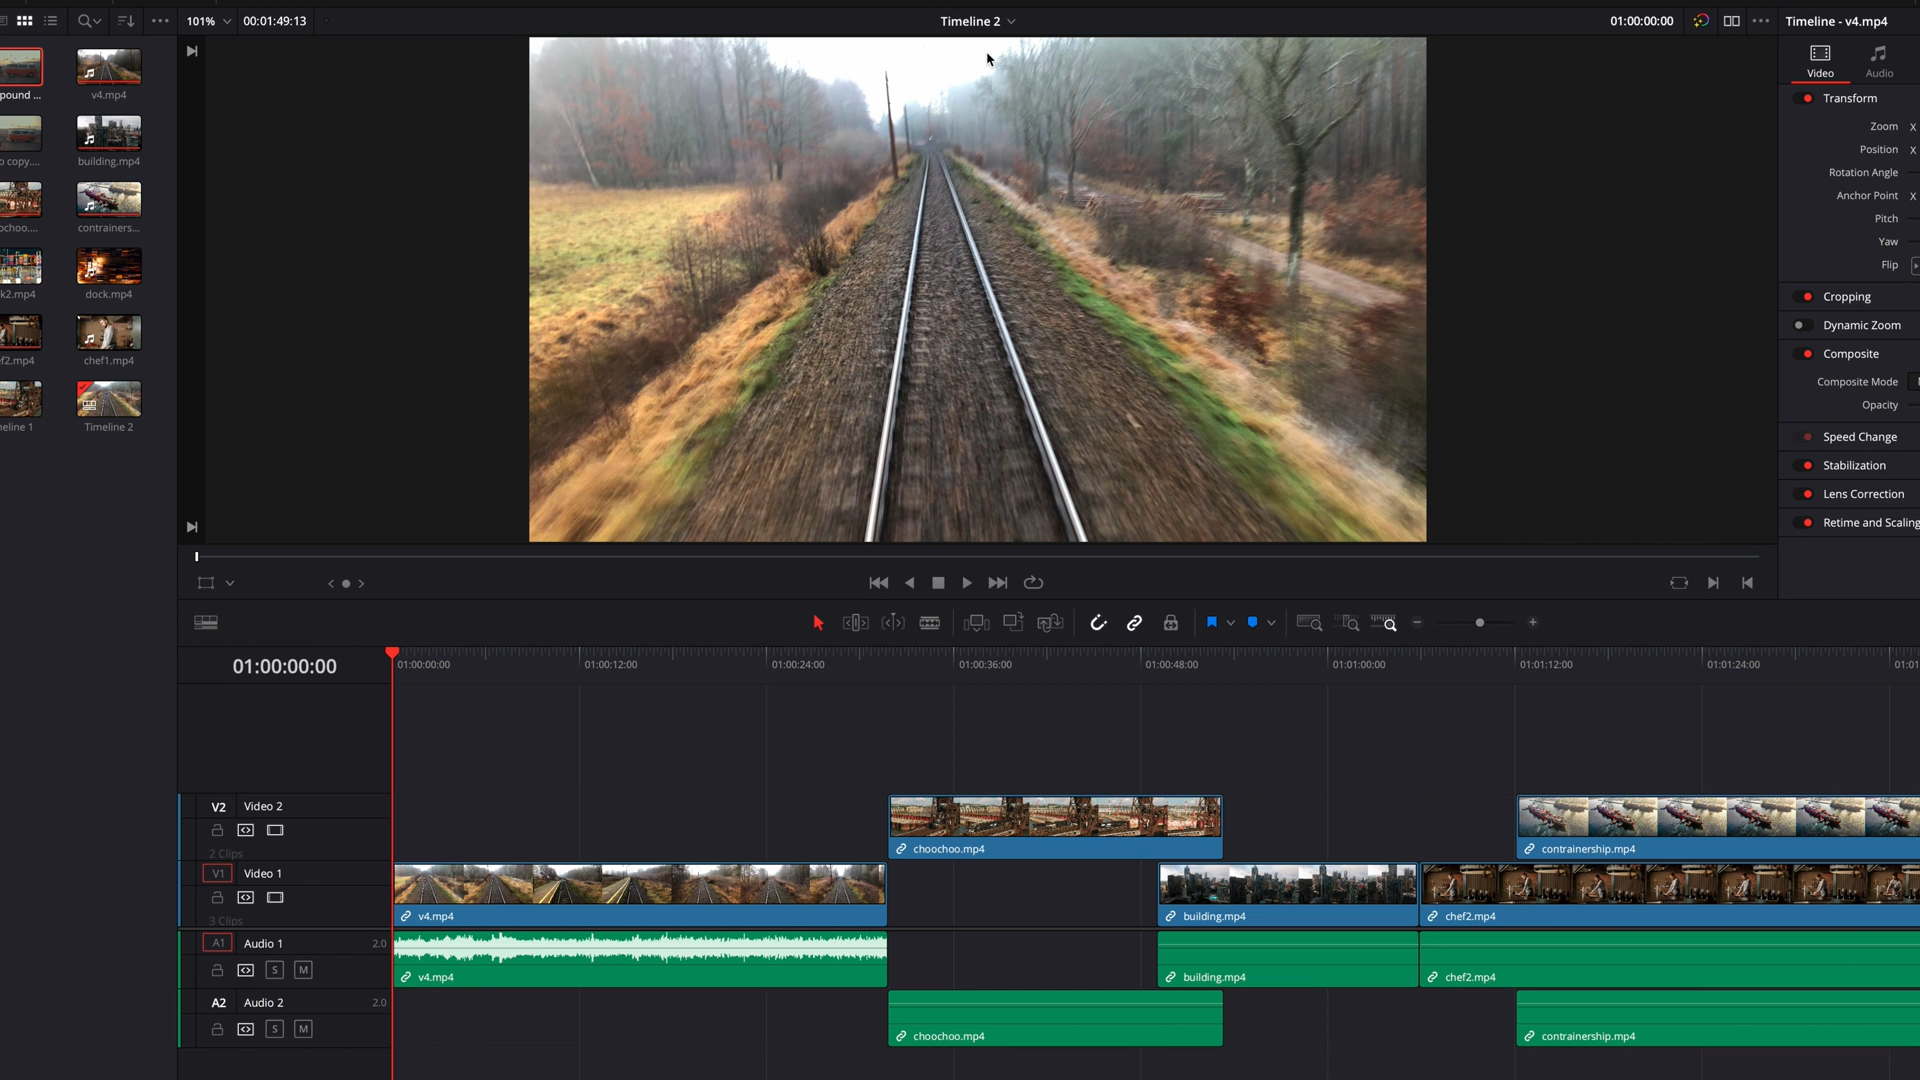 101%
00:01:49:13
Timeline 2
01:00:00:00
Timeline - v4.mp4
Video
Audio
pound ...
v4.mp4
o copy....
building.mp4
ochoo....
contrainers...
k2.mp4
dock.mp4
ef2.mp4
chef1.mp4
neline 1
Timeline 2
Transform
Zoom X
Position X
Rotation Angle
Anchor Point X
Pitch
Yaw
Flip
Cropping
Dynamic Zoom
Composite
Composite Mode
Opacity
Speed Change
Stabilization
Lens Correction
Retime and Scaling
01:00:00:00
01:00:00:00
01:00:12:00
01:00:24:00
01:00:36:00
01:00:48:00
01:01:00:00
01:01:12:00
01:01:24:00
01:01
V2 Video 2
2 Clips
choochoo.mp4
contrainership.mp4
V1 Video 1
3 Clips
v4.mp4
building.mp4
chef2.mp4
A1 Audio 1 2.0
S M
v4.mp4
building.mp4
chef2.mp4
A2 Audio 2 2.0
S M
choochoo.mp4
contrainership.mp4